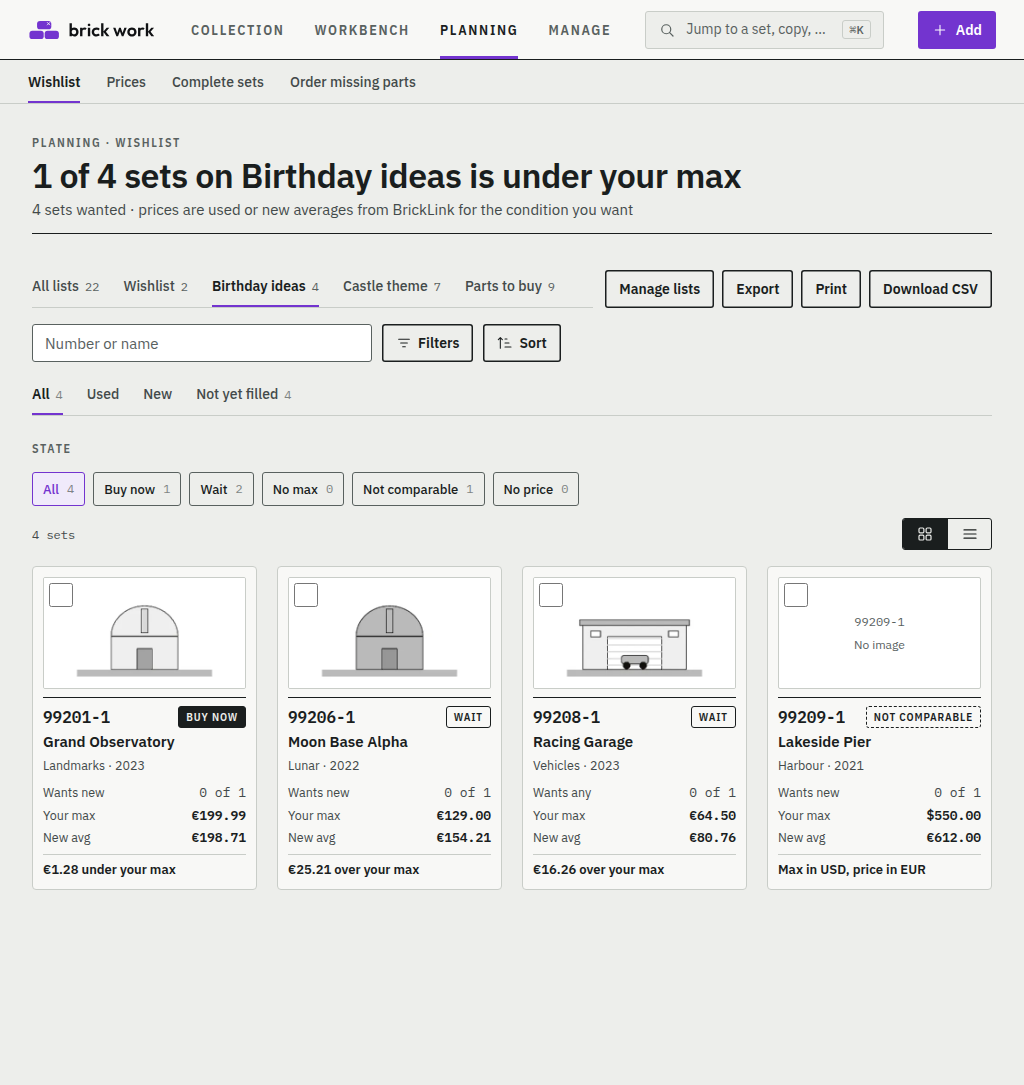 brick work
COLLECTION
WORKBENCH
PLANNING
MANAGE
Jump to a set, copy, ...
⌘K
Add
Wishlist
Prices
Complete sets
Order missing parts
PLANNING · WISHLIST
1 of 4 sets on Birthday ideas is under your max
4 sets wanted · prices are used or new averages from BrickLink for the condition you want
All lists 22
Wishlist 2
Birthday ideas 4
Castle theme 7
Parts to buy 9
Manage lists
Export
Print
Download CSV
Number or name
Filters
Sort
All 4
Used
New
Not yet filled 4
STATE
All 4
Buy now 1
Wait 2
No max 0
Not comparable 1
No price 0
4 sets
99201-1
BUY NOW
Grand Observatory
Landmarks · 2023
Wants new 0 of 1
Your max €199.99
New avg €198.71
€1.28 under your max
99206-1
WAIT
Moon Base Alpha
Lunar · 2022
Wants new 0 of 1
Your max €129.00
New avg €154.21
€25.21 over your max
99208-1
WAIT
Racing Garage
Vehicles · 2023
Wants any 0 of 1
Your max €64.50
New avg €80.76
€16.26 over your max
99209-1
No image
99209-1
NOT COMPARABLE
Lakeside Pier
Harbour · 2021
Wants new 0 of 1
Your max $550.00
New avg €612.00
Max in USD, price in EUR